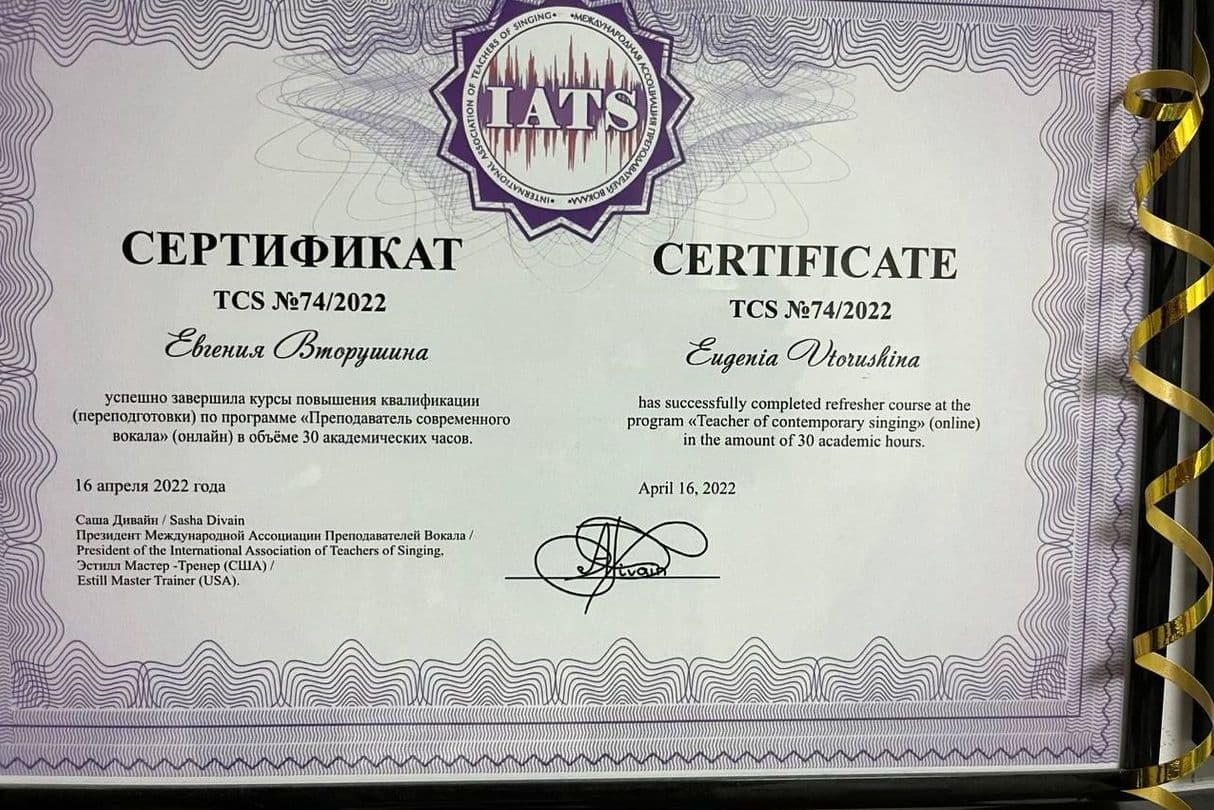 •INTERNATIONAL ASSOCIATION OF TEACHERS OF SINGING•
•МЕЖДУНАРОДНАЯ АССОЦИАЦИЯ ПРЕПОДАВАТЕЛЕЙ ВОКАЛА•
IATS
СЕРТИФИКАТ
TCS №74/2022
Евгения Вторушина
успешно завершила курсы повышения квалификации
(переподготовки) по программе «Преподаватель современного
вокала» (онлайн) в объёме 30 академических часов.
16 апреля 2022 года
Саша Дивайн / Sasha Divain
Президент Международной Ассоциации Преподавателей Вокала /
President of the International Association of Teachers of Singing,
Эстилл Мастер -Тренер (США) /
Estill Master Trainer (USA).
CERTIFICATE
TCS №74/2022
Eugenia Vtorushina
has successfully completed refresher course at the
program «Teacher of contemporary singing» (online)
in the amount of 30 academic hours.
April 16, 2022
Divain